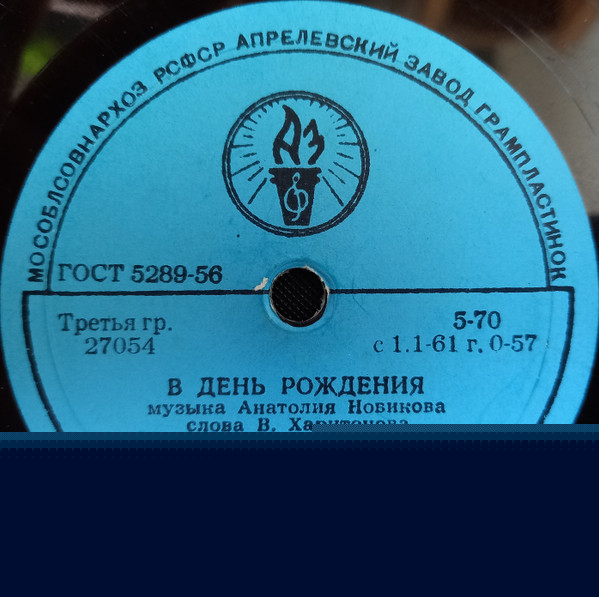 МОСОБЛСОВНАРХОЗ РСФСР АПРЕЛЕВСКИЙ ЗАВОД ГРАМПЛАСТИНОК
АЗ
ГОСТ 5289-56
Третья гр.
27054
5-70
с 1.1-61 г. 0-57
В ДЕНЬ РОЖДЕНИЯ
музыка Анатолия Новикова
слова В. Харитонова